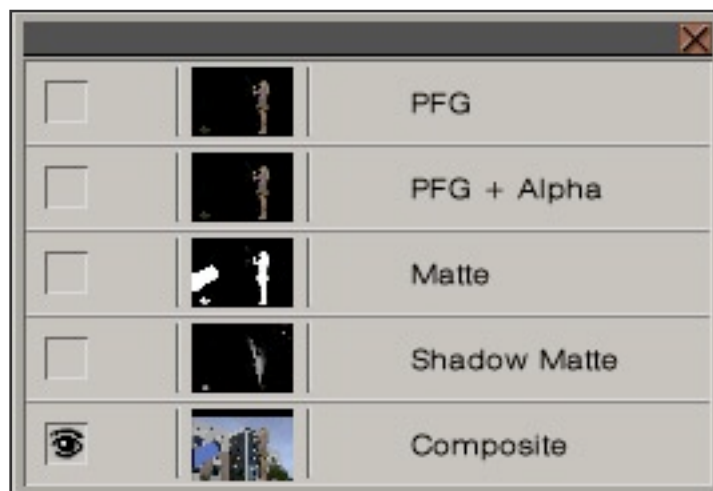 PFG
PFG + Alpha
Matte
Shadow Matte
Composite